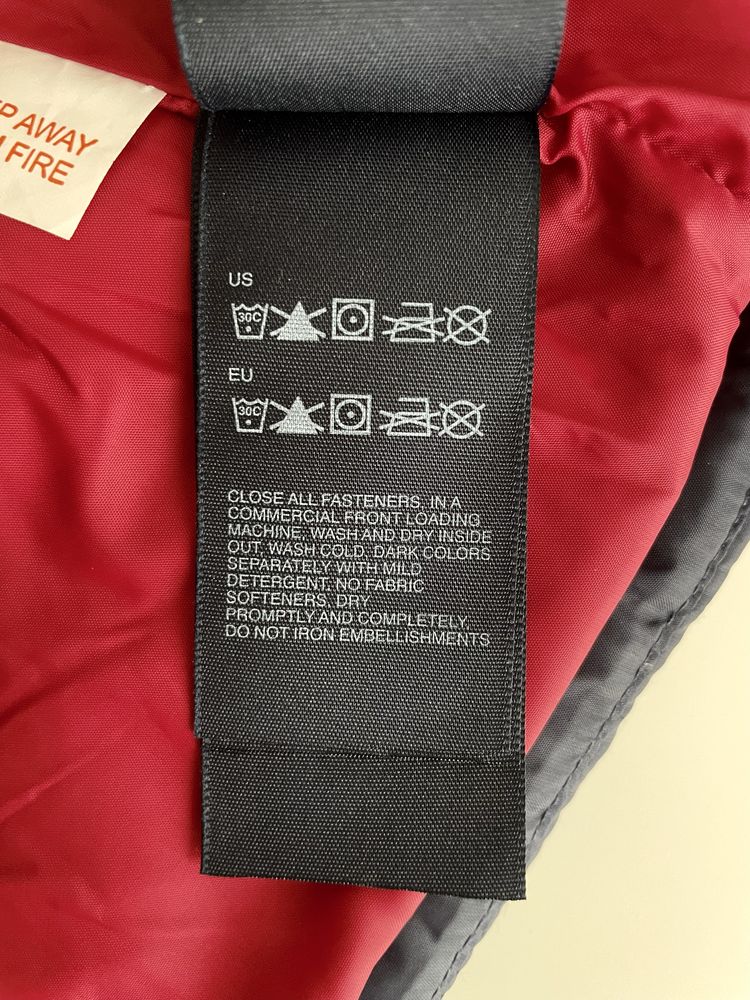 AWAY
FIRE
US
30C
EU
30C
CLOSE ALL FASTENERS, IN A
COMMERCIAL FRONT LOADING
MACHINE, WASH AND DRY INSIDE
OUT, WASH COLD, DARK COLORS
SEPARATELY WITH MILD
DETERGENT, NO FABRIC
SOFTENERS, DRY
PROMPTLY AND COMPLETELY,
DO NOT IRON EMBELLISHMENTS